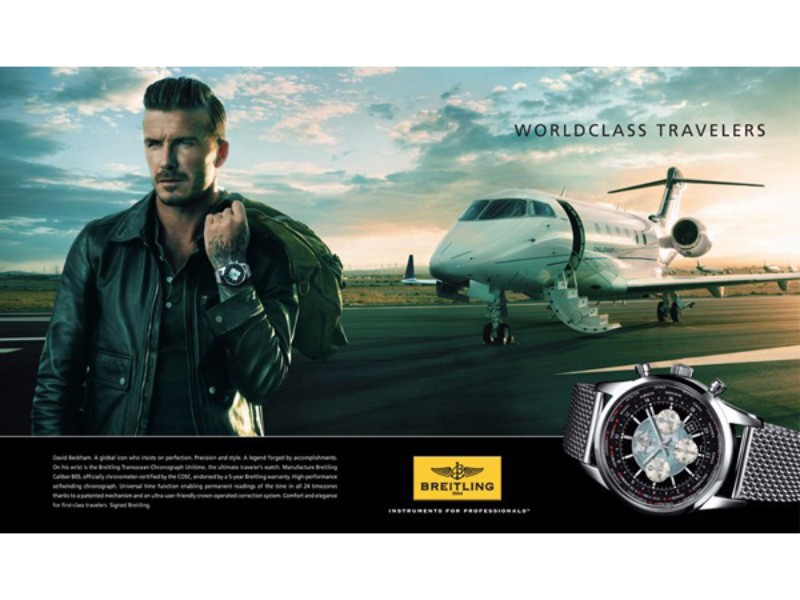 WORLDCLASS TRAVELERS
David Beckham. A global icon who insists on perfection. Precision and style. A legend forged by accomplishments.
On his wrist is the Breitling Transocean Chronograph Unitime, the ultimate traveler's watch. Manufacture Breitling
Caliber B05, officially chronometer-certified by the COSC, endorsed by a 5-year Breitling warranty. High-performance
selfwinding chronograph. Universal time function enabling permanent readings of the time in all 24 timezones
thanks to a patented mechanism and an ultra user-friendly crown-operated correction system. Comfort and elegance
for first-class travelers. Signed Breitling.
BREITLING
1884
INSTRUMENTS FOR PROFESSIONALS™